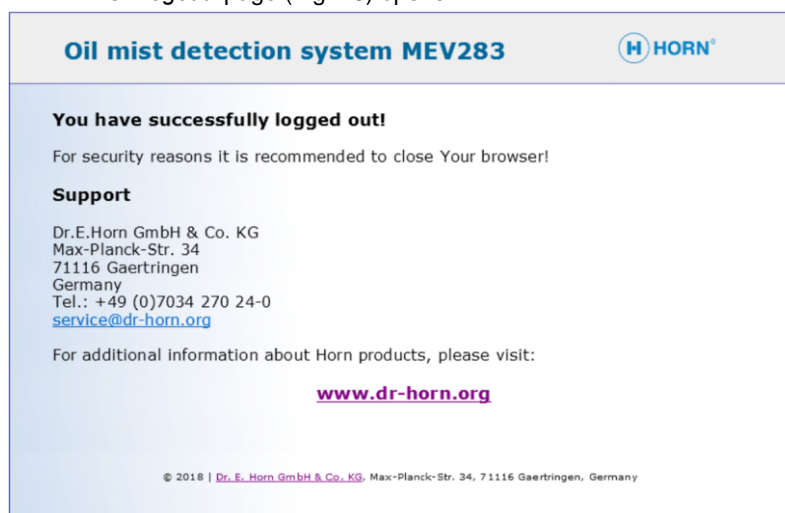 Oil mist detection system MEV283
H HORN®
You have successfully logged out!
For security reasons it is recommended to close Your browser!
Support
Dr.E.Horn GmbH & Co. KG
Max-Planck-Str. 34
71116 Gaertringen
Germany
Tel.: +49 (0)7034 270 24-0
service@dr-horn.org
For additional information about Horn products, please visit:
www.dr-horn.org
© 2018 | Dr. E. Horn GmbH & Co. KG, Max-Planck-Str. 34, 71116 Gaertringen, Germany